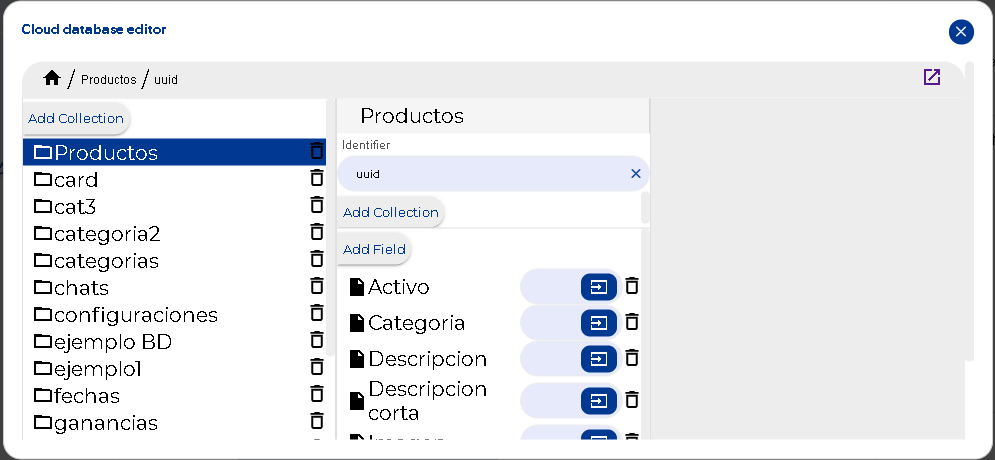 Cloud database editor
/ Productos / uuid
Add Collection
Productos
card
cat3
categoria2
categorias
chats
configuraciones
ejemplo BD
ejemplo1
fechas
ganancias
Productos
Identifier
uuid
Add Collection
Add Field
Activo
Categoria
Descripcion
Descripcion
corta